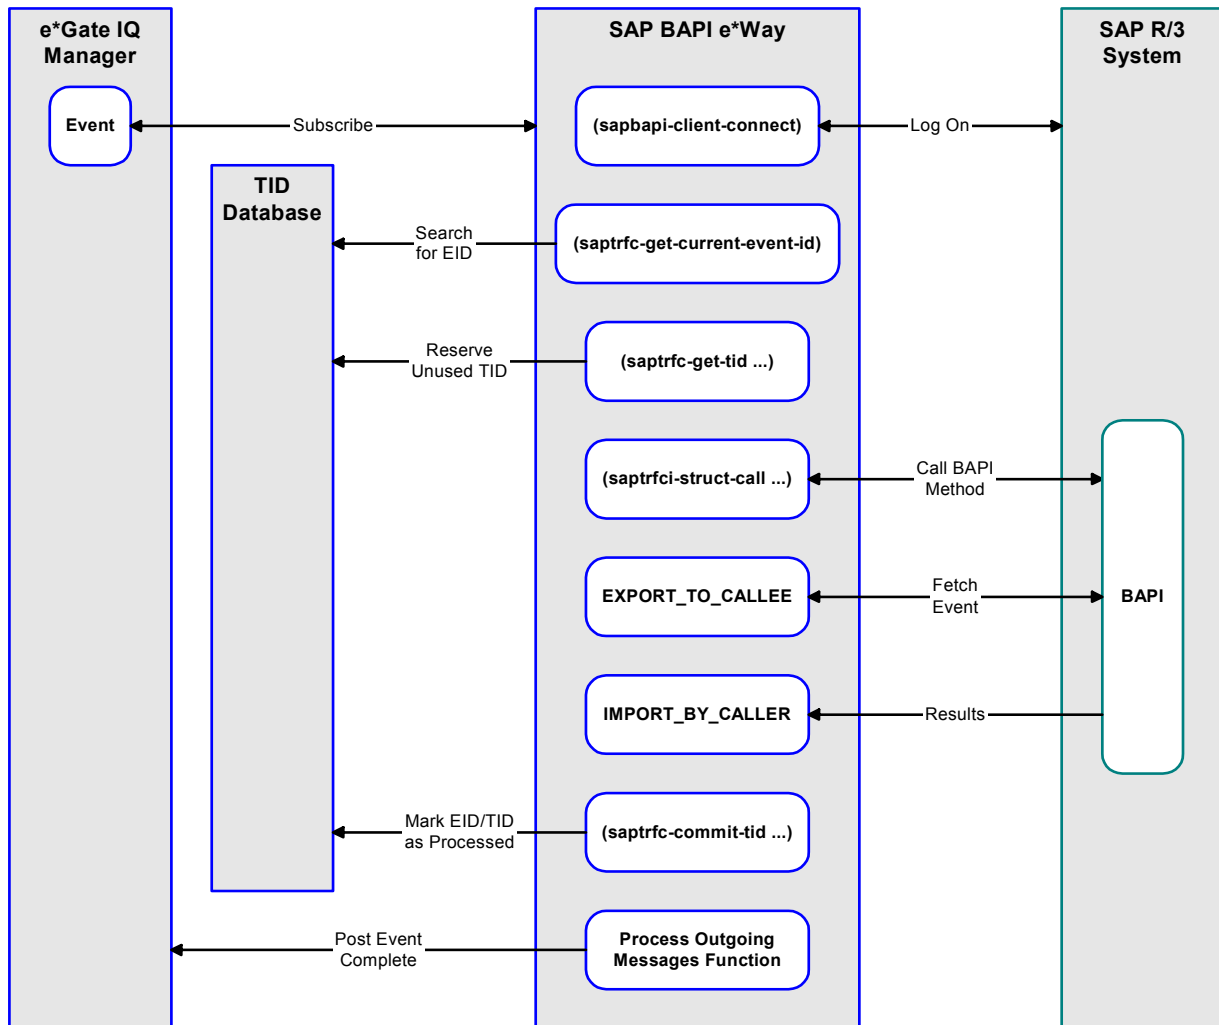 e*Gate IQ
Manager
SAP BAPI e*Way
SAP R/3
System
Event
Subscribe
(sapbapi-client-connect)
Log On
TID
Database
Search
for EID
(saptrfc-get-current-event-id)
Reserve
Unused TID
(saptrfc-get-tid ...)
(saptrfci-struct-call ...)
Call BAPI
Method
EXPORT_TO_CALLEE
Fetch
Event
BAPI
IMPORT_BY_CALLER
Results
Mark EID/TID
as Processed
(saptrfc-commit-tid ...)
Post Event
Complete
Process Outgoing
Messages Function